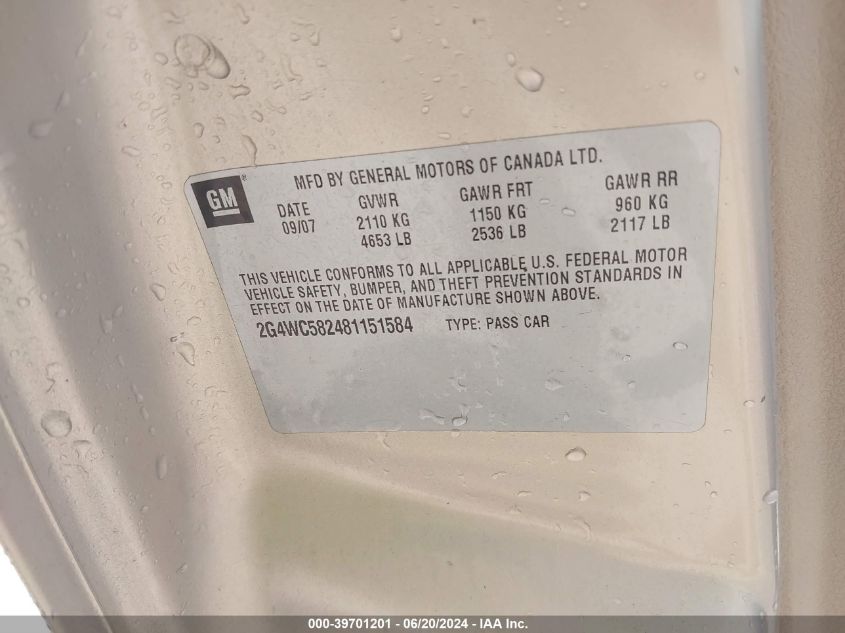 GM ®
MFD BY GENERAL MOTORS OF CANADA LTD.
DATE GVWR GAWR FRT GAWR RR
09/07 2110 KG 1150 KG 960 KG
4653 LB 2536 LB 2117 LB
THIS VEHICLE CONFORMS TO ALL APPLICABLE U.S. FEDERAL MOTOR
VEHICLE SAFETY, BUMPER, AND THEFT PREVENTION STANDARDS IN
EFFECT ON THE DATE OF MANUFACTURE SHOWN ABOVE.
2G4WC582481151584 TYPE: PASS CAR
000-39701201 - 06/20/2024 - IAA Inc.